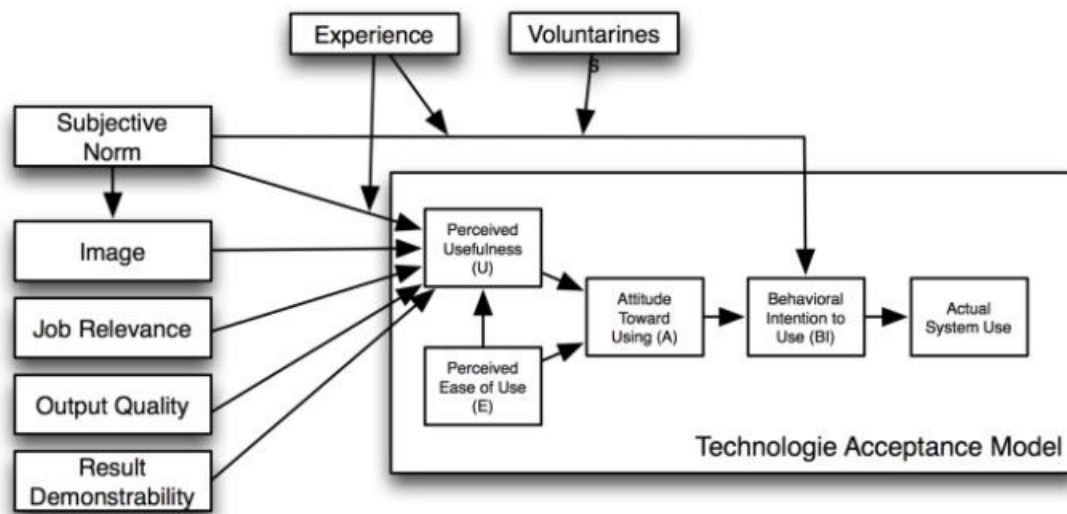 Experience
Voluntarines
s
Subjective
Norm
Image
Job Relevance
Output Quality
Result
Demonstrability
Perceived
Usefulness
(U)
Perceived
Ease of Use
(E)
Attitude
Toward
Using (A)
Behavioral
Intention to
Use (BI)
Actual
System Use
Technologie Acceptance Model